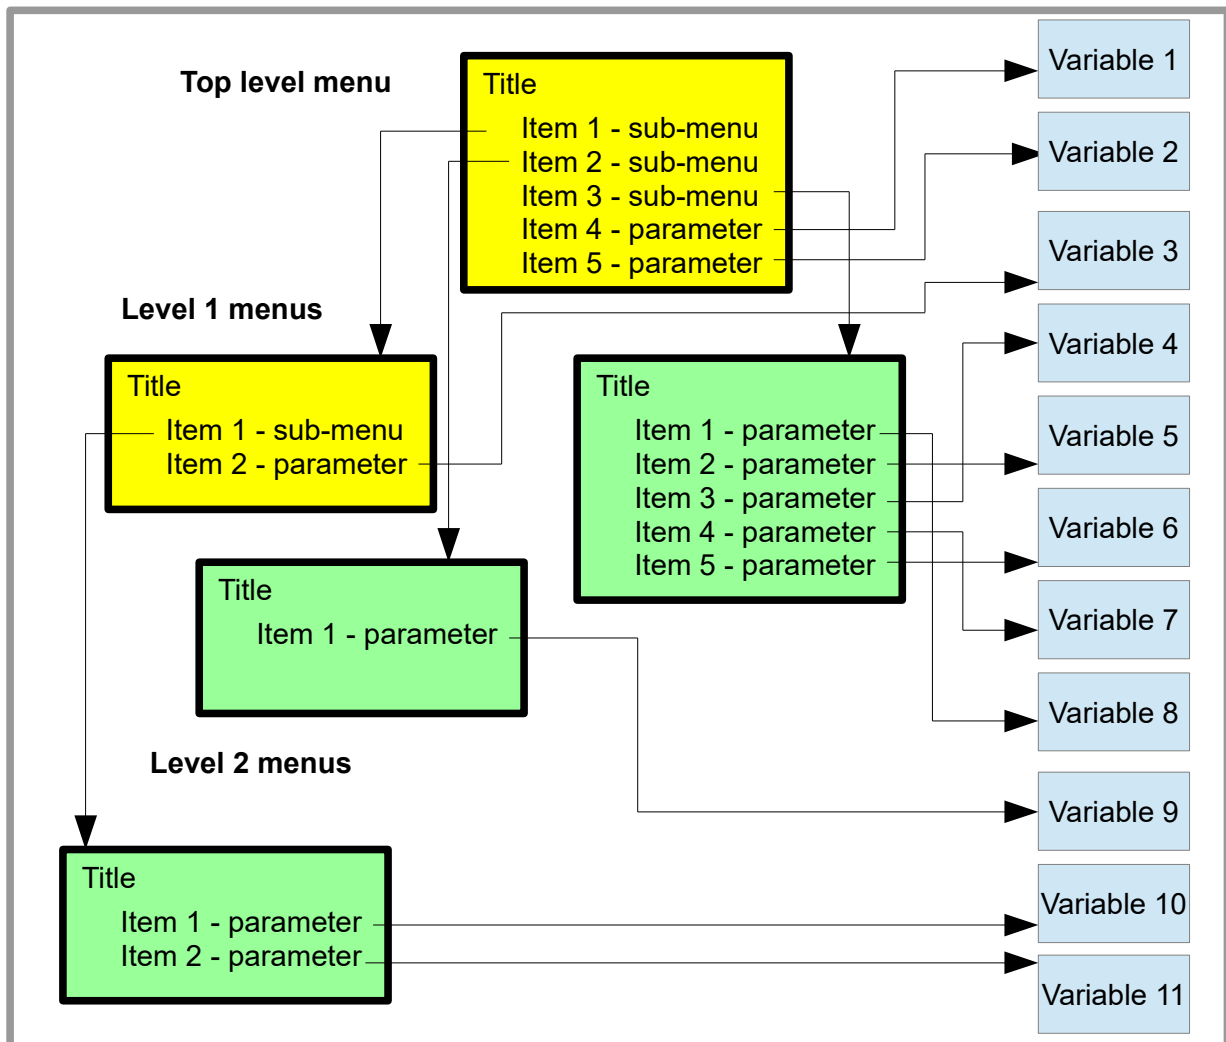 Top level menu
Title
Item 1 - sub-menu
Item 2 - sub-menu
Item 3 - sub-menu
Item 4 - parameter
Item 5 - parameter
Level 1 menus
Title
Item 1 - sub-menu
Item 2 - parameter
Title
Item 1 - parameter
Item 2 - parameter
Item 3 - parameter
Item 4 - parameter
Item 5 - parameter
Title
Item 1 - parameter
Level 2 menus
Title
Item 1 - parameter
Item 2 - parameter
Variable 1
Variable 2
Variable 3
Variable 4
Variable 5
Variable 6
Variable 7
Variable 8
Variable 9
Variable 10
Variable 11